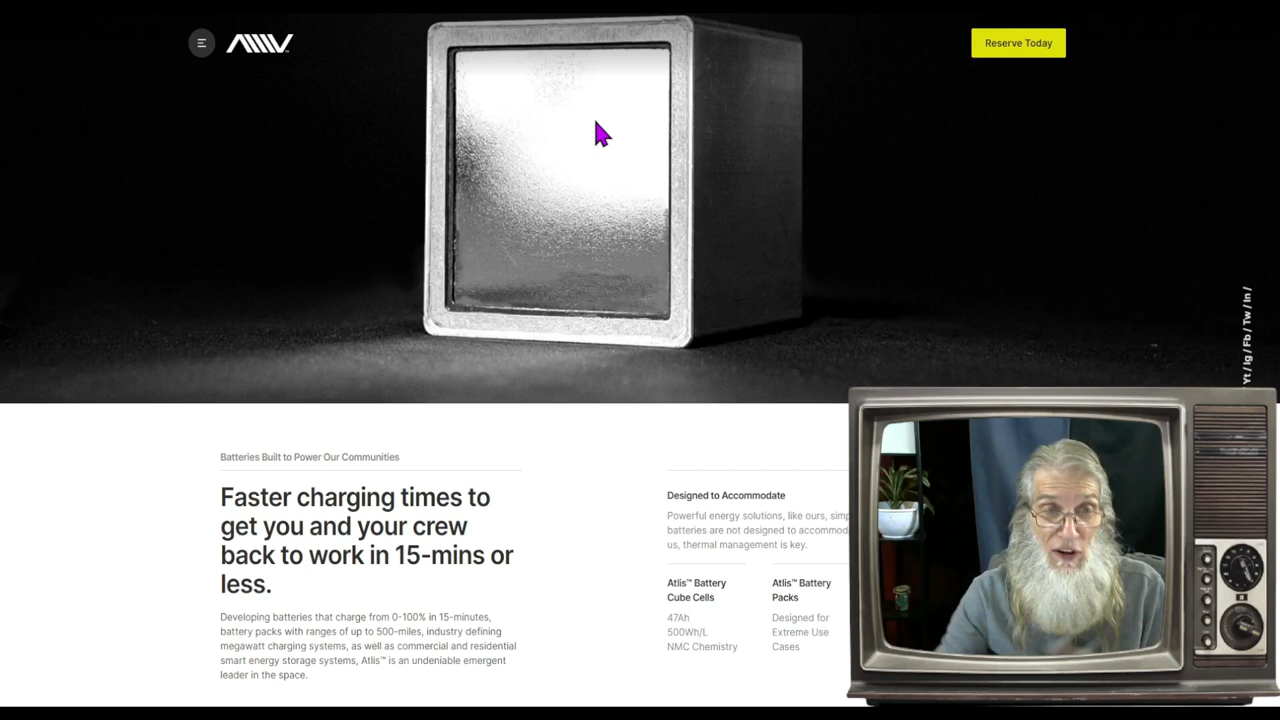 Reserve Today
Yt / Ig / Fb / Tw / In /
Batteries Built to Power Our Communities
Faster charging times to
get you and your crew
back to work in 15-mins or
less.
Developing batteries that charge from 0-100% in 15-minutes,
battery packs with ranges of up to 500-miles, industry defining
megawatt charging systems, as well as commercial and residential
smart energy storage systems, Atlis™ is an undeniable emergent
leader in the space.
Designed to Accommodate
Powerful energy solutions, like ours, simp
batteries are not designed to accommoda
us, thermal management is key.
Atlis™ Battery
Cube Cells
47Ah
500Wh/L
NMC Chemistry
Atlis™ Battery
Packs
Designed for
Extreme Use
Cases